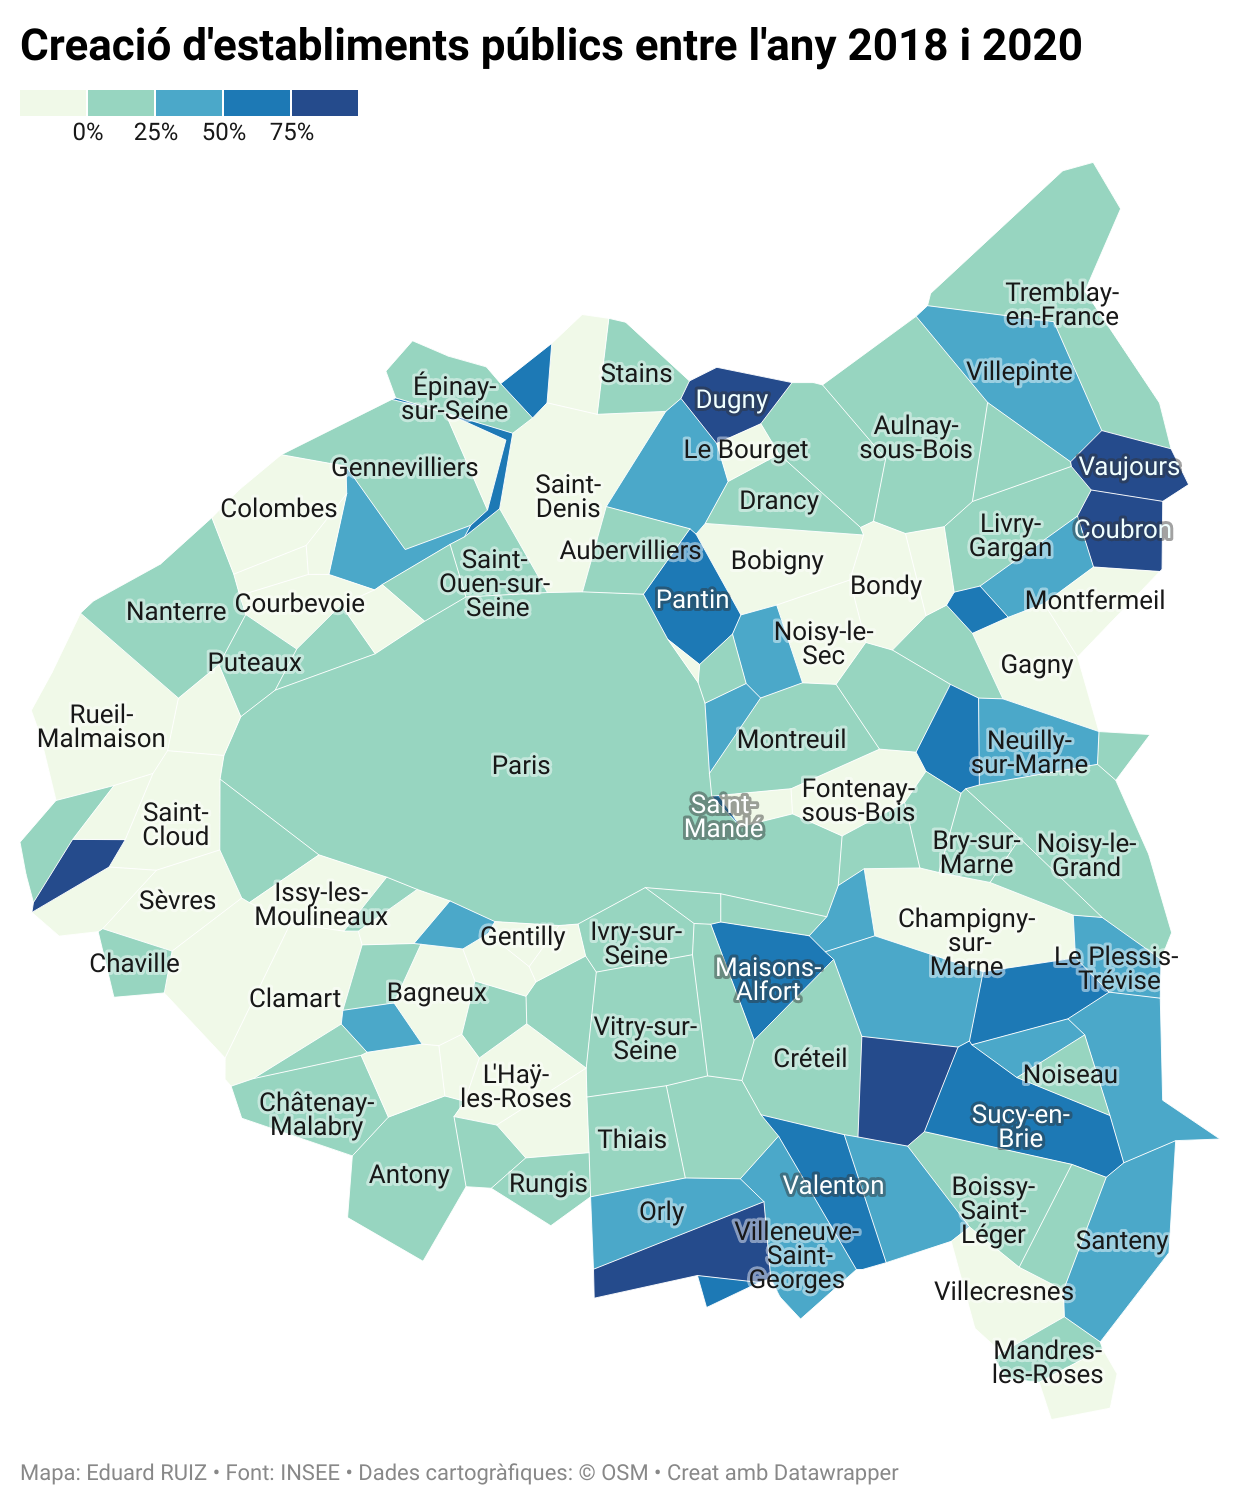 Creació d'establiments públics entre l'any 2018 i 2020
0% 25% 50% 75%
Tremblay-
en-France
Villepinte
Stains
Dugny
Épinay-
sur-Seine
Aulnay-
sous-Bois
Le Bourget
Vaujours
Gennevilliers
Saint-
Denis
Colombes
Drancy
Livry-
Gargan
Coubron
Aubervilliers
Bobigny
Saint-
Ouen-sur-
Seine
Bondy
Pantin
Montfermeil
Nanterre
Courbevoie
Noisy-le-
Sec
Puteaux
Gagny
Rueil-
Malmaison
Montreuil
Neuilly-
sur-Marne
Paris
Saint-
Mandé
Fontenay-
sous-Bois
Saint-
Cloud
Bry-sur-
Marne
Noisy-le-
Grand
Sèvres
Issy-les-
Moulineaux
Gentilly
Ivry-sur-
Seine
Champigny-
sur-
Marne
Chaville
Maisons-
Alfort
Le Plessis-
Trévise
Clamart
Bagneux
Vitry-sur-
Seine
Créteil
L'Haÿ-
les-Roses
Noiseau
Châtenay-
Malabry
Sucy-en-
Brie
Thiais
Antony
Rungis
Valenton
Boissy-
Saint-
Léger
Orly
Villeneuve-
Saint-
Georges
Santeny
Villecresnes
Mandres-
les-Roses
Mapa: Eduard RUIZ • Font: INSEE • Dades cartogràfiques: © OSM • Creat amb Datawrapper